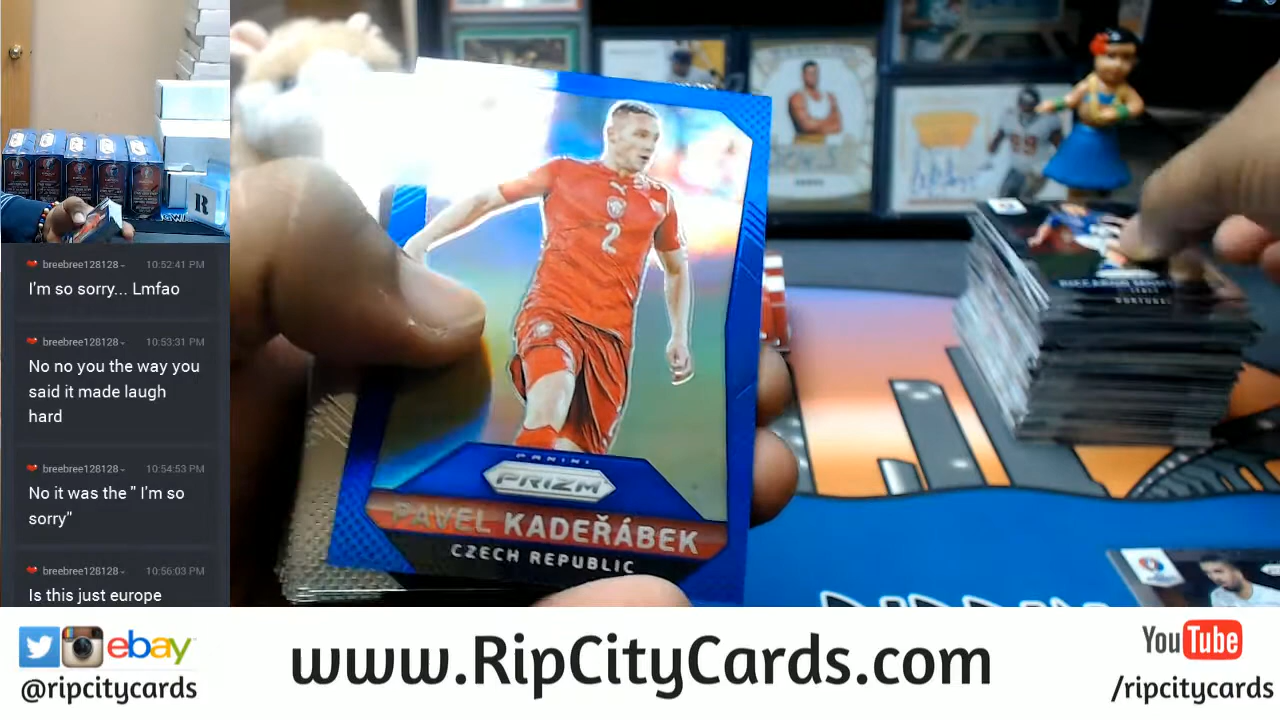 breebree128128
10:52:41 PM
I'm so sorry... Lmfao
breebree128128
10:53:31 PM
No no you the way you
said it made laugh
hard
breebree128128
10:54:53 PM
No it was the " I'm so
sorry"
breebree128128
10:56:03 PM
Is this just europe
2
PANINI
PRIZM
PAVEL KADEŘÁBEK
CZECH REPUBLIC
PORTUGAL
99
R
ebay
@ripcitycards
www.RipCityCards.com
YouTube
/ripcitycards